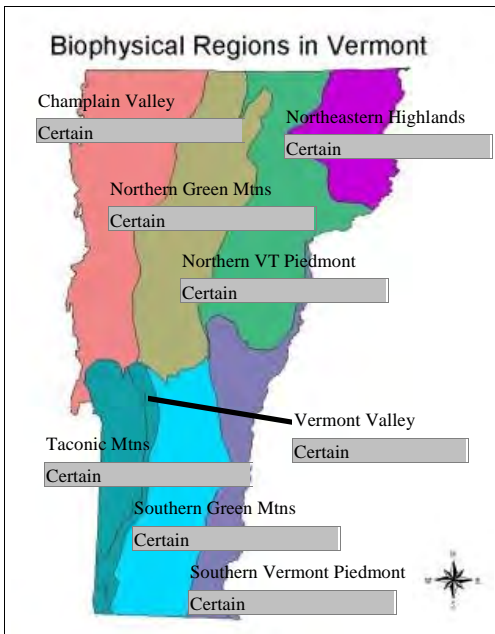 Biophysical Regions in Vermont
Champlain Valley
Certain
Northeastern Highlands
Certain
Northern Green Mtns
Certain
Northern VT Piedmont
Certain
Vermont Valley
Certain
Taconic Mtns
Certain
Southern Green Mtns
Certain
Southern Vermont Piedmont
Certain